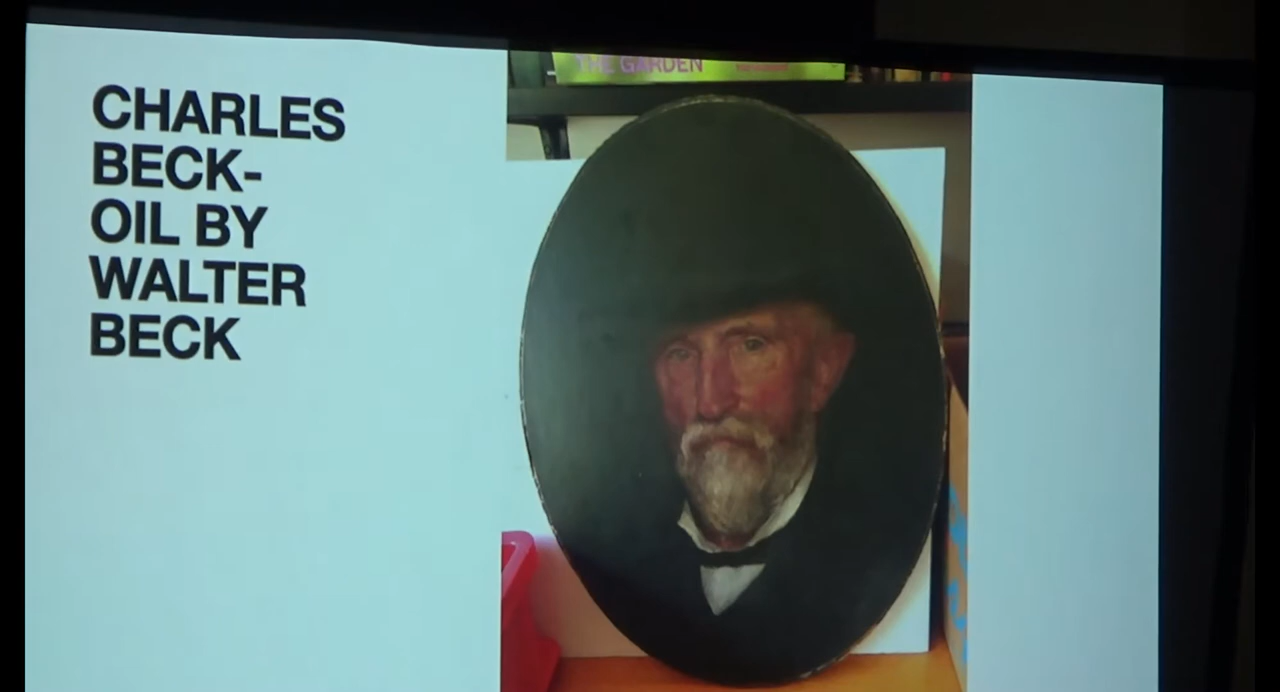 THE GARDEN
CHARLES
BECK-
OIL BY
WALTER
BECK